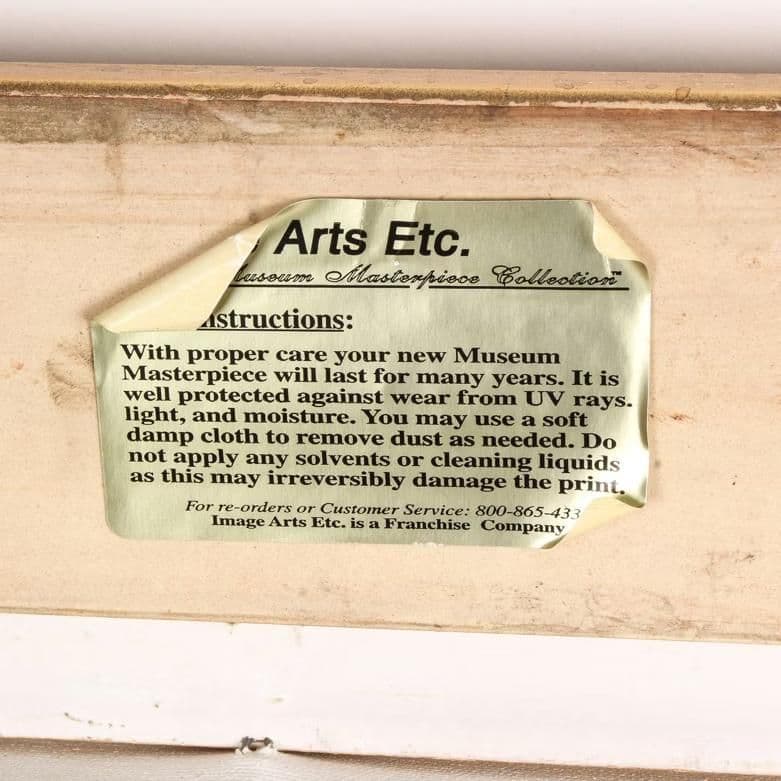 Arts Etc.
useum Masterpiece Collection™
nstructions:
With proper care your new Museum
Masterpiece will last for many years. It is
well protected against wear from UV rays.
light, and moisture. You may use a soft
damp cloth to remove dust as needed. Do
not apply any solvents or cleaning liquids
as this may irreversibly damage the print.
For re-orders or Customer Service: 800-865-433
Image Arts Etc. is a Franchise Company